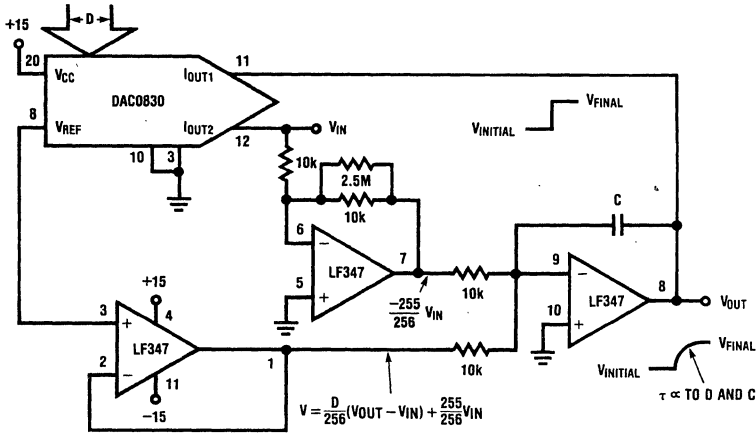 D
+15
20
VCC
IOUT1
11
DAC0830
8
VREF
IOUT2
12
VIN
10
3
VINITIAL
VFINAL
10k
2.5M
10k
C
6
−
LF347
7
5
+
−255/256 VIN
10k
9
−
LF347
8
VOUT
10
+
+15
3
+
4
LF347
2
−
11
−15
1
10k
VINITIAL
VFINAL
τ ∝ TO D AND C
V = D/256 (VOUT − VIN) + 255/256 VIN